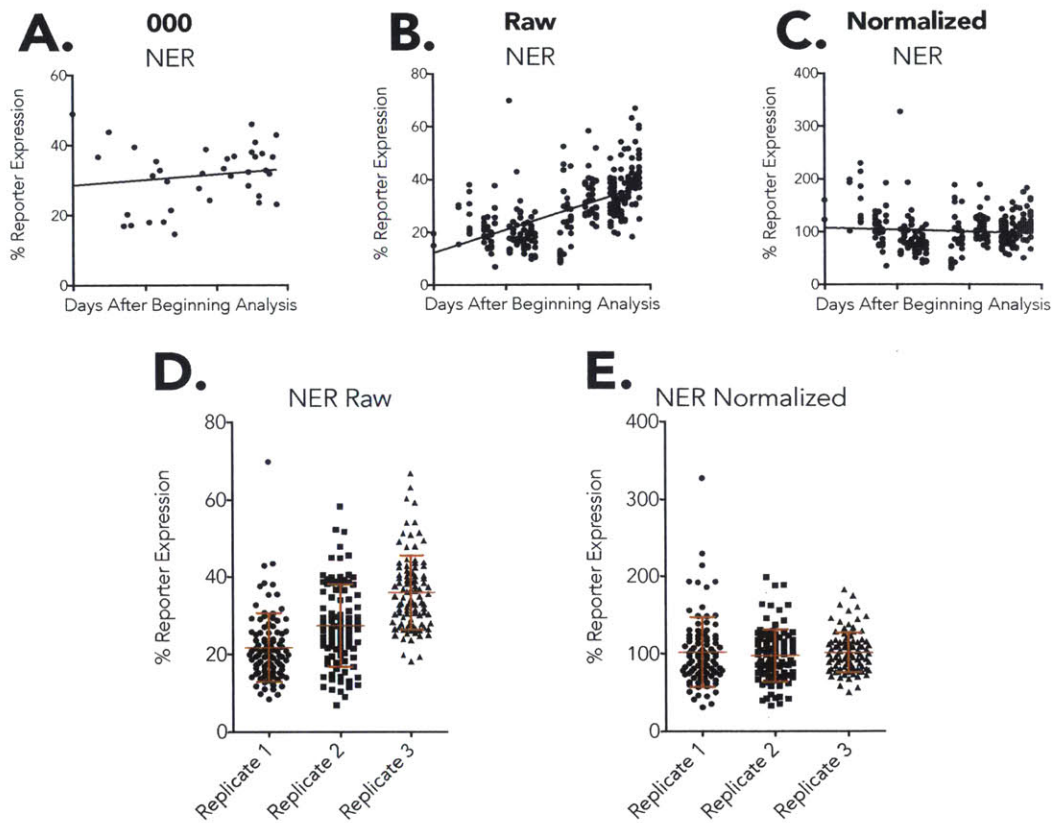 A.
000
NER
% Reporter Expression
60
40
20
0
Days After Beginning Analysis
B.
Raw
NER
% Reporter Expression
80
60
40
20
0
Days After Beginning Analysis
C.
Normalized
NER
% Reporter Expression
400
300
200
100
0
Days After Beginning Analysis
D.
NER Raw
% Reporter Expression
80
60
40
20
0
Replicate 1
Replicate 2
Replicate 3
E.
NER Normalized
% Reporter Expression
400
300
200
100
0
Replicate 1
Replicate 2
Replicate 3